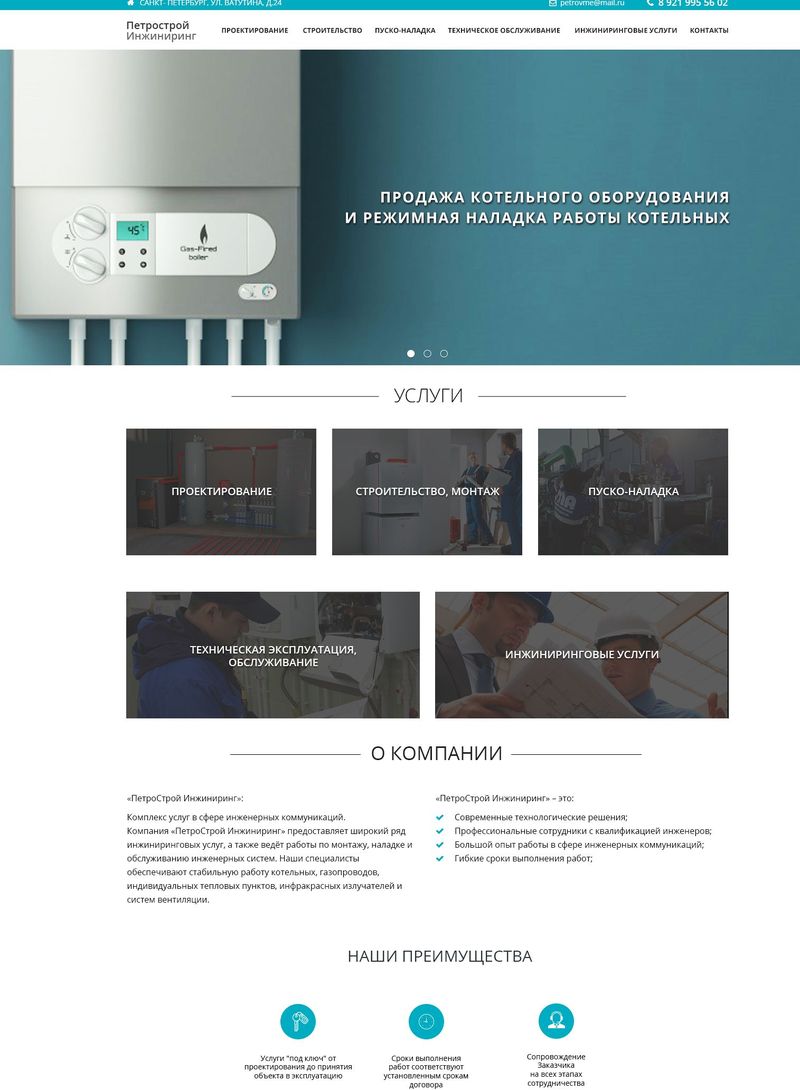 САНКТ- ПЕТЕРБУРГ, УЛ. ВАТУТИНА, Д.24
petrovme@mail.ru
8 921 995 56 02
Петрострой
Инжиниринг
ПРОЕКТИРОВАНИЕ СТРОИТЕЛЬСТВО ПУСКО-НАЛАДКА ТЕХНИЧЕСКОЕ ОБСЛУЖИВАНИЕ ИНЖИНИРИНГОВЫЕ УСЛУГИ КОНТАКТЫ
45°c
Gas-Fired
boiler
ПРОДАЖА КОТЕЛЬНОГО ОБОРУДОВАНИЯ
И РЕЖИМНАЯ НАЛАДКА РАБОТЫ КОТЕЛЬНЫХ
УСЛУГИ
ПРОЕКТИРОВАНИЕ
СТРОИТЕЛЬСТВО, МОНТАЖ
ПУСКО-НАЛАДКА
ТЕХНИЧЕСКАЯ ЭКСПЛУАТАЦИЯ,
ОБСЛУЖИВАНИЕ
ИНЖИНИРИНГОВЫЕ УСЛУГИ
О КОМПАНИИ
«ПетроСтрой Инжиниринг»:
Комплекс услуг в сфере инженерных коммуникаций.
Компания «ПетроСтрой Инжиниринг» предоставляет широкий ряд
инжиниринговых услуг, а также ведёт работы по монтажу, наладке и
обслуживанию инженерных систем. Наши специалисты
обеспечивают стабильную работу котельных, газопроводов,
индивидуальных тепловых пунктов, инфракрасных излучателей и
систем вентиляции.
«ПетроСтрой Инжиниринг» – это:
Современные технологические решения;
Профессиональные сотрудники с квалификацией инженеров;
Большой опыт работы в сфере инженерных коммуникаций;
Гибкие сроки выполнения работ;
НАШИ ПРЕИМУЩЕСТВА
Услуги "под ключ" от
проектирования до принятия
объекта в эксплуатацию
Сроки выполнения
работ соответствуют
установленным срокам
договора
Сопровождение
Заказчика
на всех этапах
сотрудничества